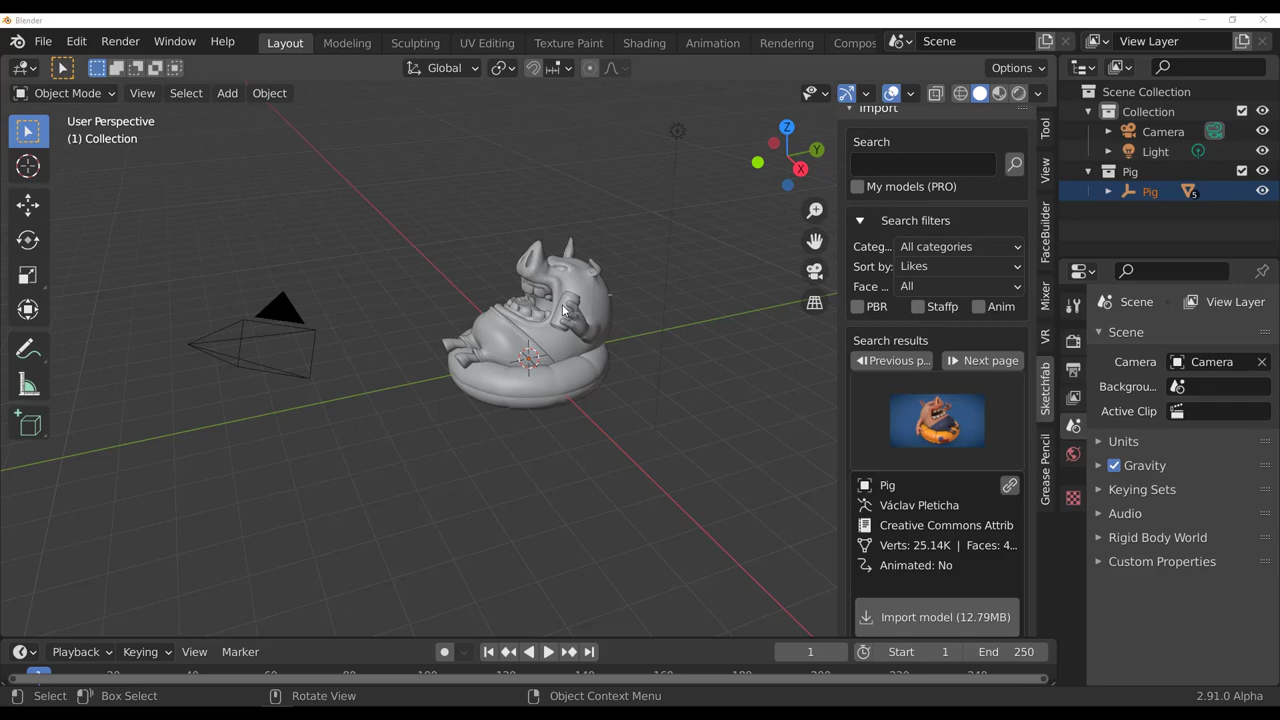 Blender
File Edit Render Window Help Layout Modeling Sculpting UV Editing Texture Paint Shading Animation Rendering Compos Scene View Layer
Global Options
Object Mode View Select Add Object
User Perspective
(1) Collection
Z
Y
X
Import
Search
My models (PRO)
Search filters
Categ... All categories
Sort by: Likes
Face ... All
PBR Staffp Anim
Search results
Previous p... Next page
Pig
Václav Pleticha
Creative Commons Attrib
Verts: 25.14K | Faces: 4...
Animated: No
Import model (12.79MB)
Tool
View
FaceBuilder
Mixer
VR
Sketchfab
Grease Pencil
Scene Collection
Collection
Camera
Light
Pig
Pig 5
Scene View Layer
Scene
Camera Camera
Backgrou...
Active Clip
Units
Gravity
Keying Sets
Audio
Rigid Body World
Custom Properties
Playback Keying View Marker 1 Start 1 End 250
1
Select Box Select Rotate View Object Context Menu 2.91.0 Alpha